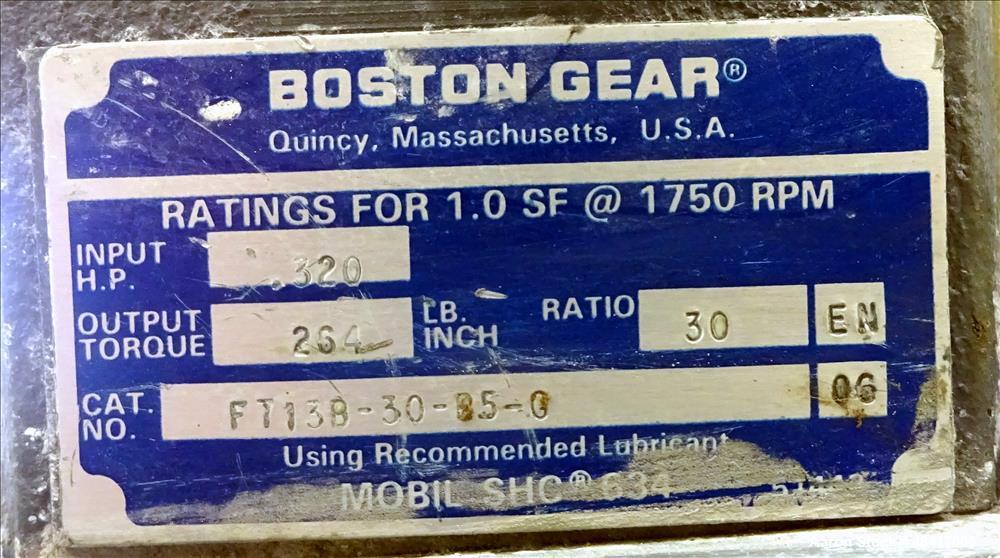 BOSTON GEAR®
Quincy, Massachusetts, U.S.A.
RATINGS FOR 1.0 SF @ 1750 RPM
INPUT H.P. .320
OUTPUT TORQUE 264 LB. INCH RATIO 30 EN
CAT. NO. FT13B-30-B5-G 06
Using Recommended Lubricant
MOBIL SHC® 634